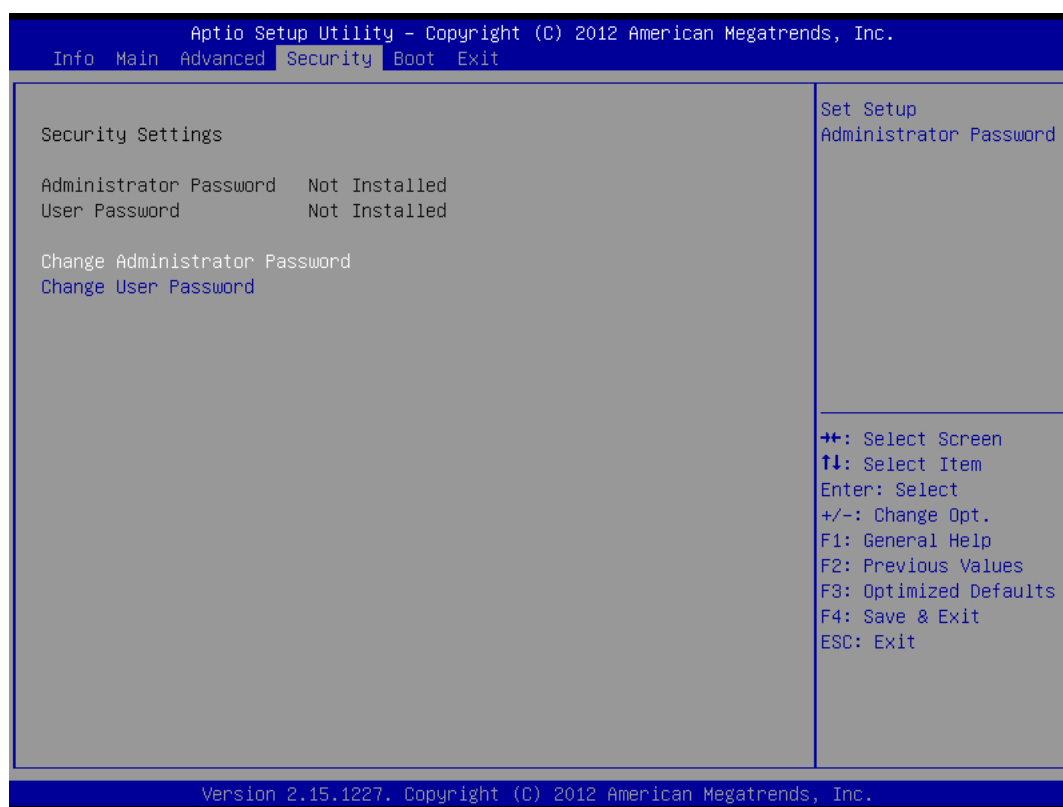 Aptio Setup Utility – Copyright (C) 2012 American Megatrends, Inc.
Info Main Advanced Security Boot Exit
Security Settings
Administrator Password Not Installed
User Password Not Installed
Change Administrator Password
Change User Password
Set Setup
Administrator Password
→←: Select Screen
↑↓: Select Item
Enter: Select
+/-: Change Opt.
F1: General Help
F2: Previous Values
F3: Optimized Defaults
F4: Save & Exit
ESC: Exit
Version 2.15.1227. Copyright (C) 2012 American Megatrends, Inc.